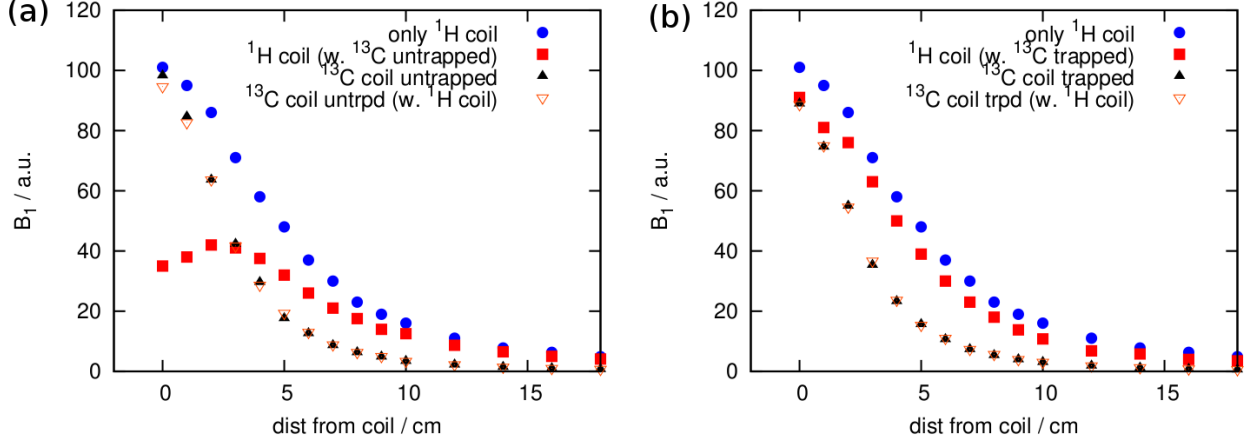 (a)
120
100
80
60
40
20
0
B₁ / a.u.
only ¹H coil
¹H coil (w. ¹³C untrapped)
¹³C coil untrapped
¹³C coil untrpd (w. ¹H coil)
0 5 10 15
dist from coil / cm
(b)
120
100
80
60
40
20
0
B₁ / a.u.
only ¹H coil
¹H coil (w. ¹³C trapped)
¹³C coil trapped
¹³C coil trpd (w. ¹H coil)
0 5 10 15
dist from coil / cm